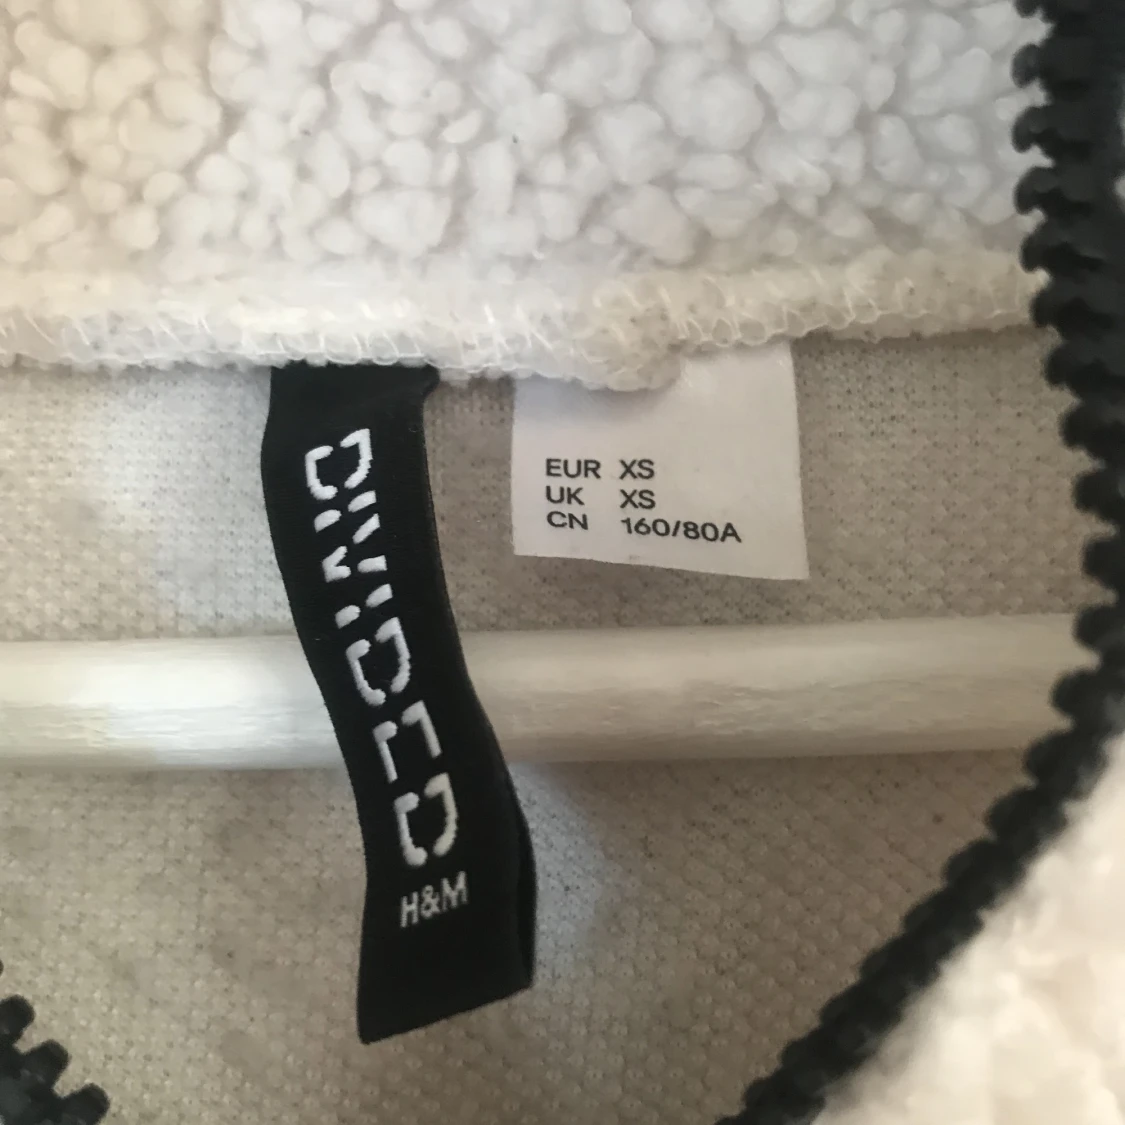 DIVIDED
H&M
EUR XS
UK XS
CN 160/80A